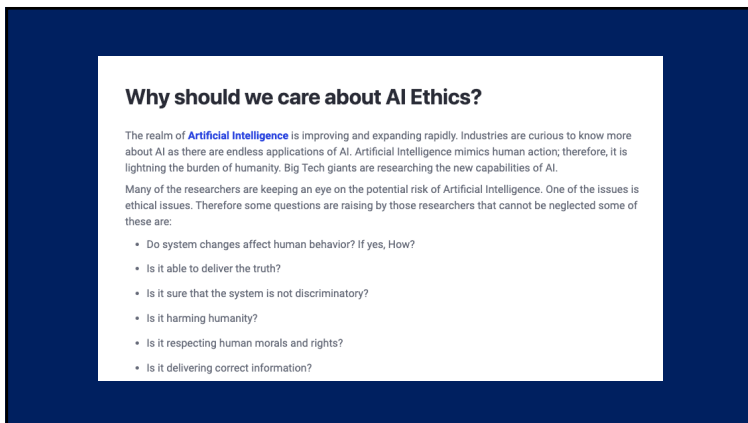 Why should we care about AI Ethics?
The realm of Artificial Intelligence is improving and expanding rapidly. Industries are curious to know more
about AI as there are endless applications of AI. Artificial Intelligence mimics human action; therefore, it is
lightning the burden of humanity. Big Tech giants are researching the new capabilities of AI.
Many of the researchers are keeping an eye on the potential risk of Artificial Intelligence. One of the issues is
ethical issues. Therefore some questions are raising by those researchers that cannot be neglected some of
these are:
• Do system changes affect human behavior? If yes, How?
• Is it able to deliver the truth?
• Is it sure that the system is not discriminatory?
• Is it harming humanity?
• Is it respecting human morals and rights?
• Is it delivering correct information?